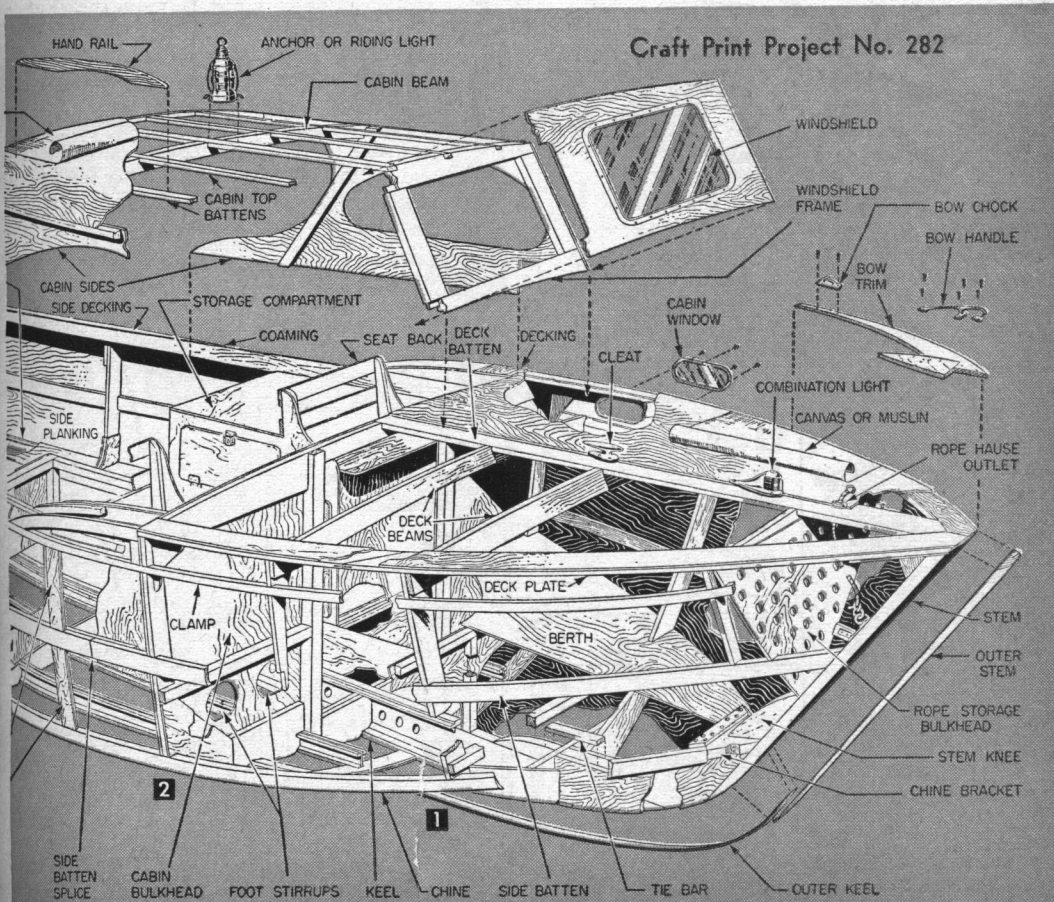 Craft Print Project No. 282
HAND RAIL
ANCHOR OR RIDING LIGHT
CABIN BEAM
WINDSHIELD
CABIN TOP
BATTENS
WINDSHIELD
FRAME
BOW CHOCK
BOW HANDLE
BOW
TRIM
CABIN SIDES
SIDE DECKING
STORAGE COMPARTMENT
COAMING
SEAT BACK
DECK
BATTEN
DECKING
CABIN
WINDOW
CLEAT
COMBINATION LIGHT
CANVAS OR MUSLIN
SIDE
PLANKING
ROPE HAUSE
OUTLET
DECK
BEAMS
DECK PLATE
CLAMP
BERTH
STEM
OUTER
STEM
ROPE STORAGE
BULKHEAD
STEM KNEE
CHINE BRACKET
2
1
SIDE
BATTEN
SPLICE
CABIN
BULKHEAD
FOOT STIRRUPS
KEEL
CHINE
SIDE BATTEN
TIE BAR
OUTER KEEL